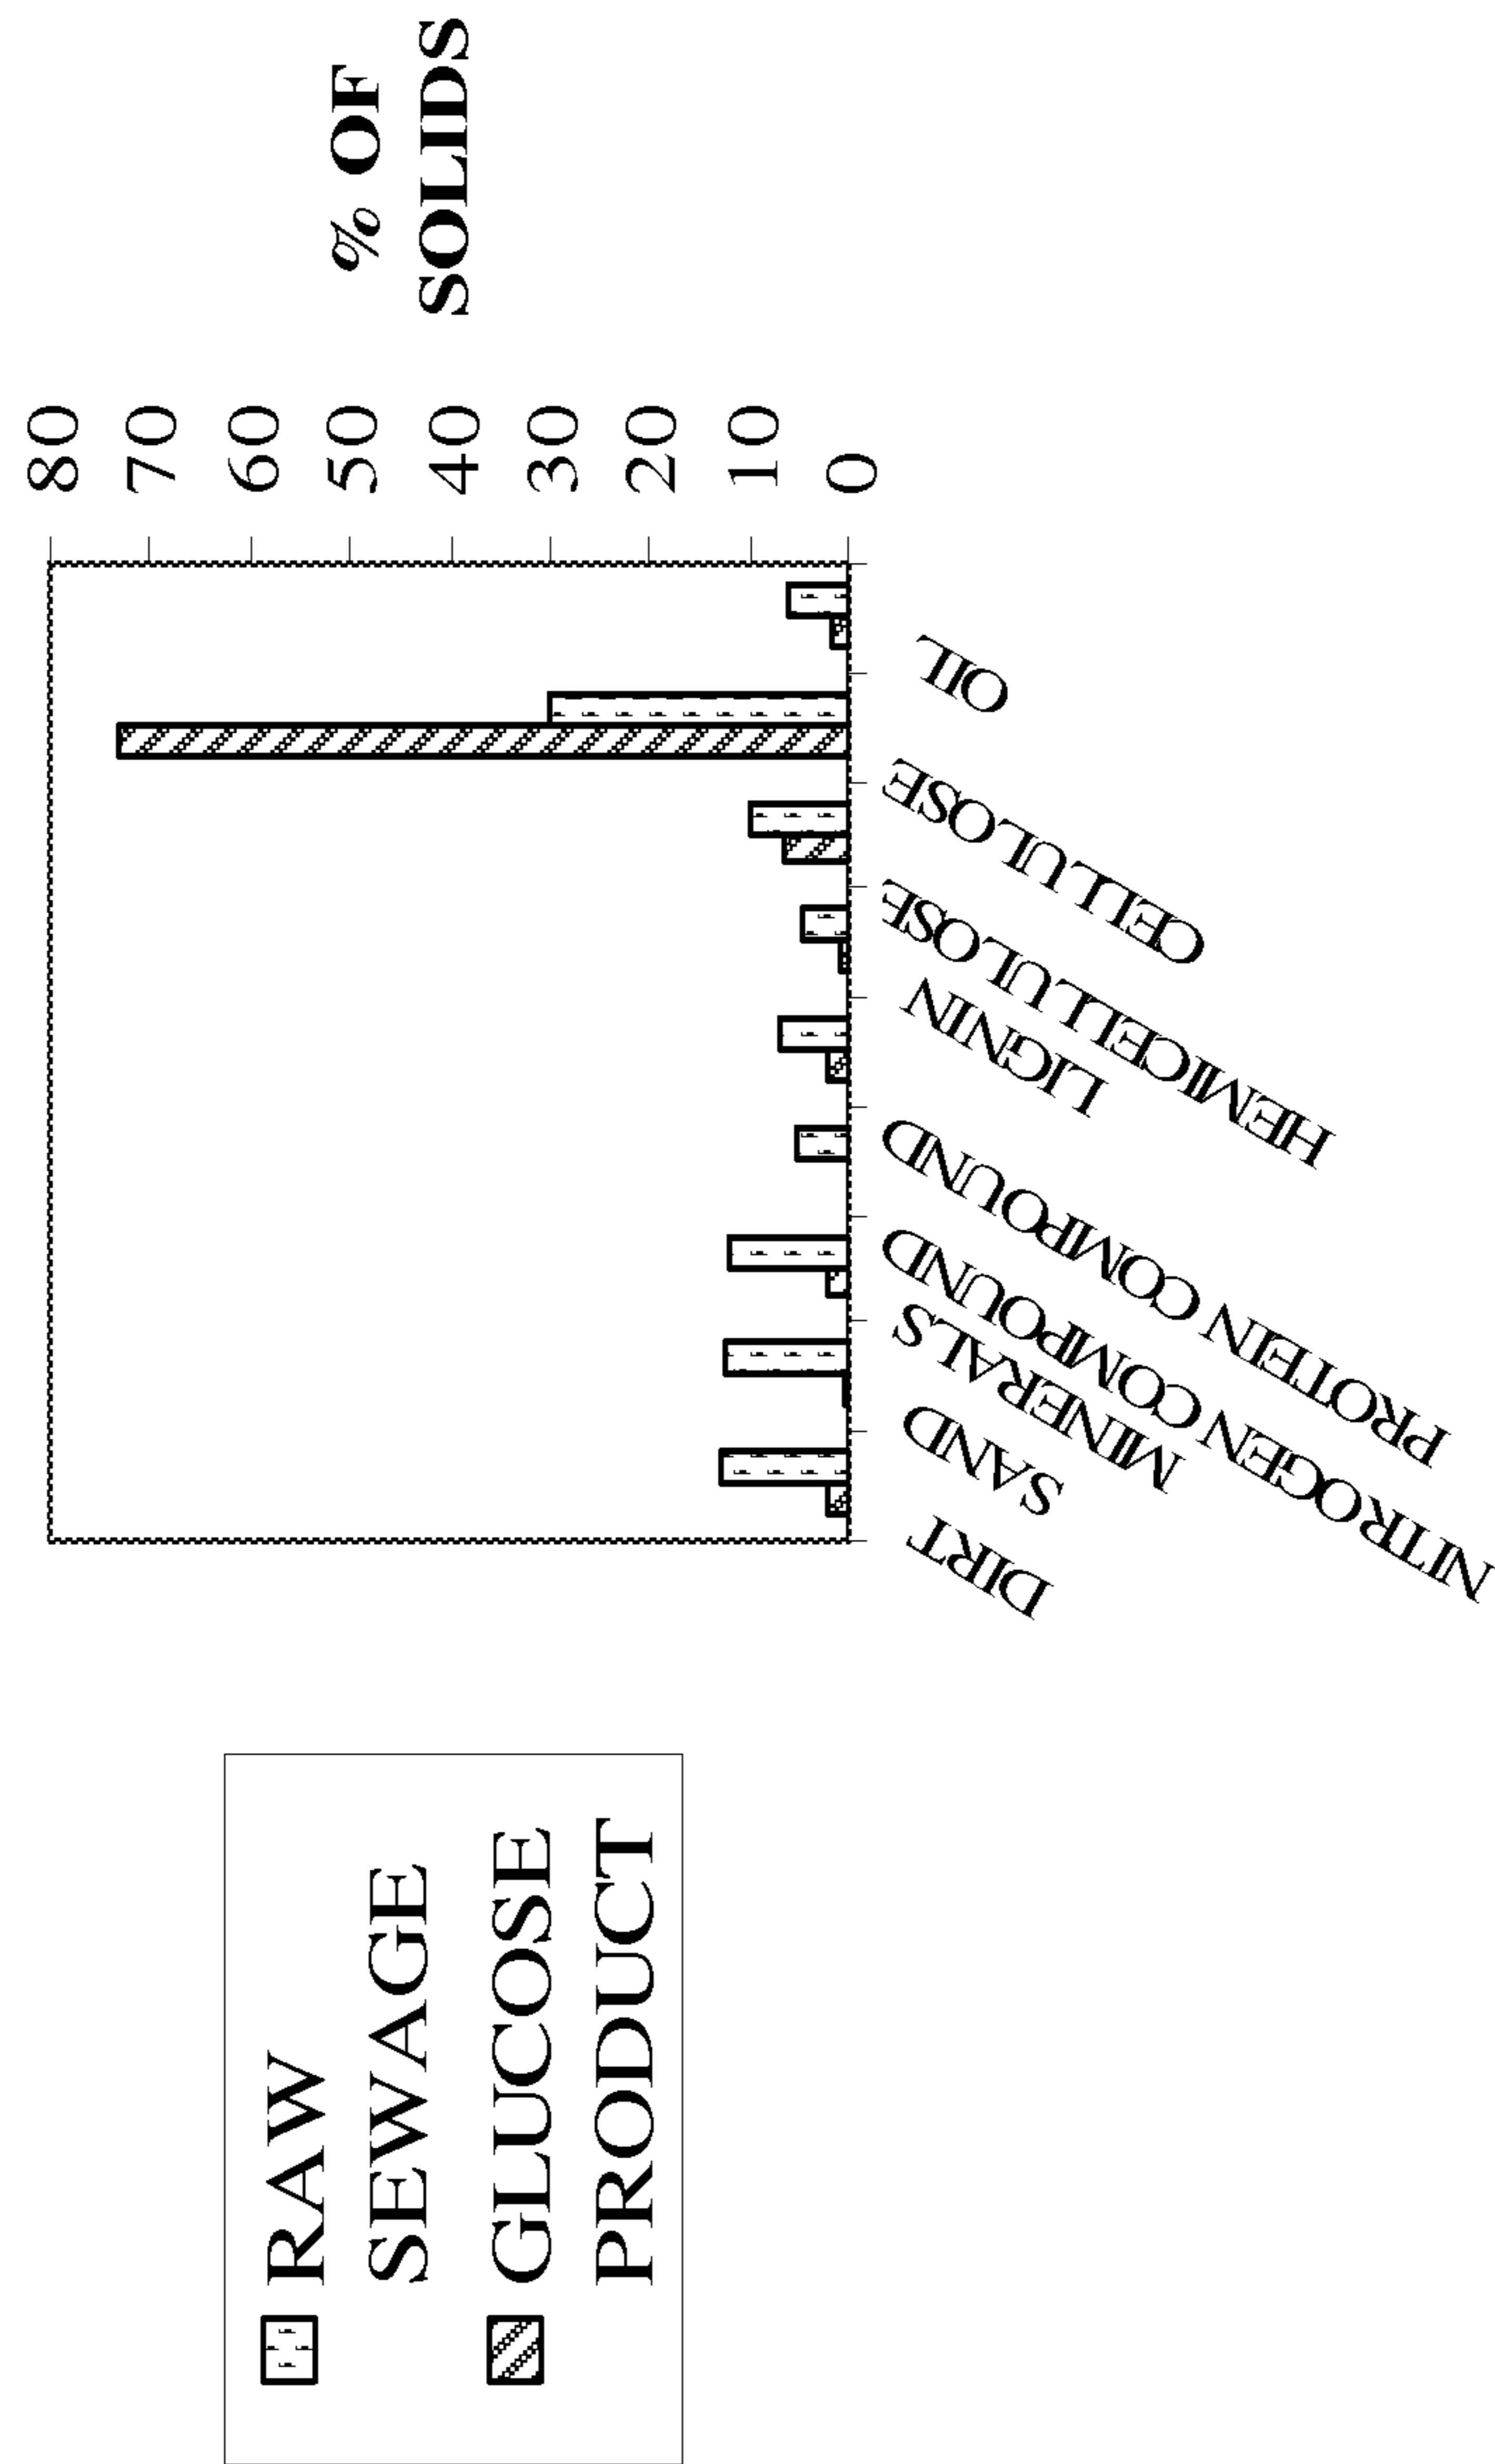 RAW
SEWAGE
GLUCOSE
PRODUCT
80
70
60
50
40
30
20
10
0
% OF
SOLIDS
DIRT
SAND
MINERALS
NITROGEN COMPOUND
PROTEIN COMPOUND
LIGNIN
HEMICELLULOSE
CELLULOSE
OIL